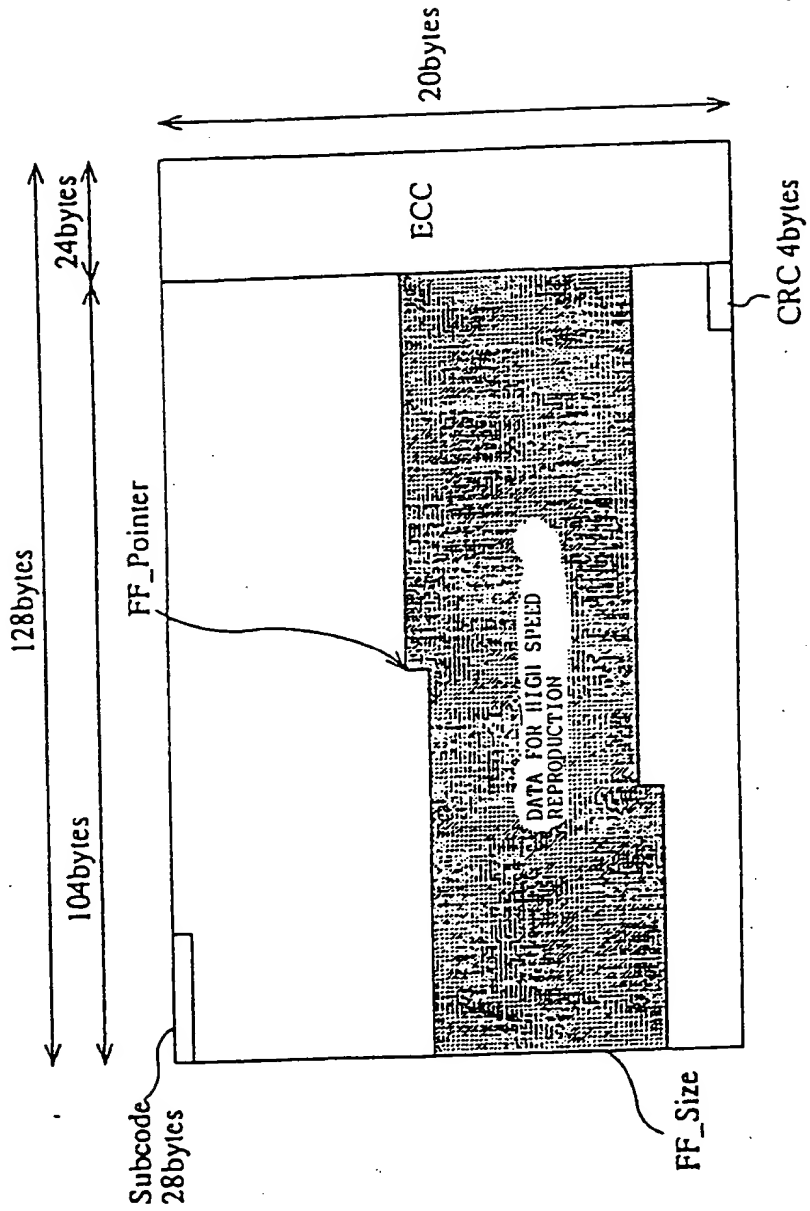 128bytes
104bytes
24bytes
Subcode
28bytes
FF_Pointer
ECC
20bytes
DATA FOR HIGH SPEED
REPRODUCTION
FF_Size
CRC 4bytes